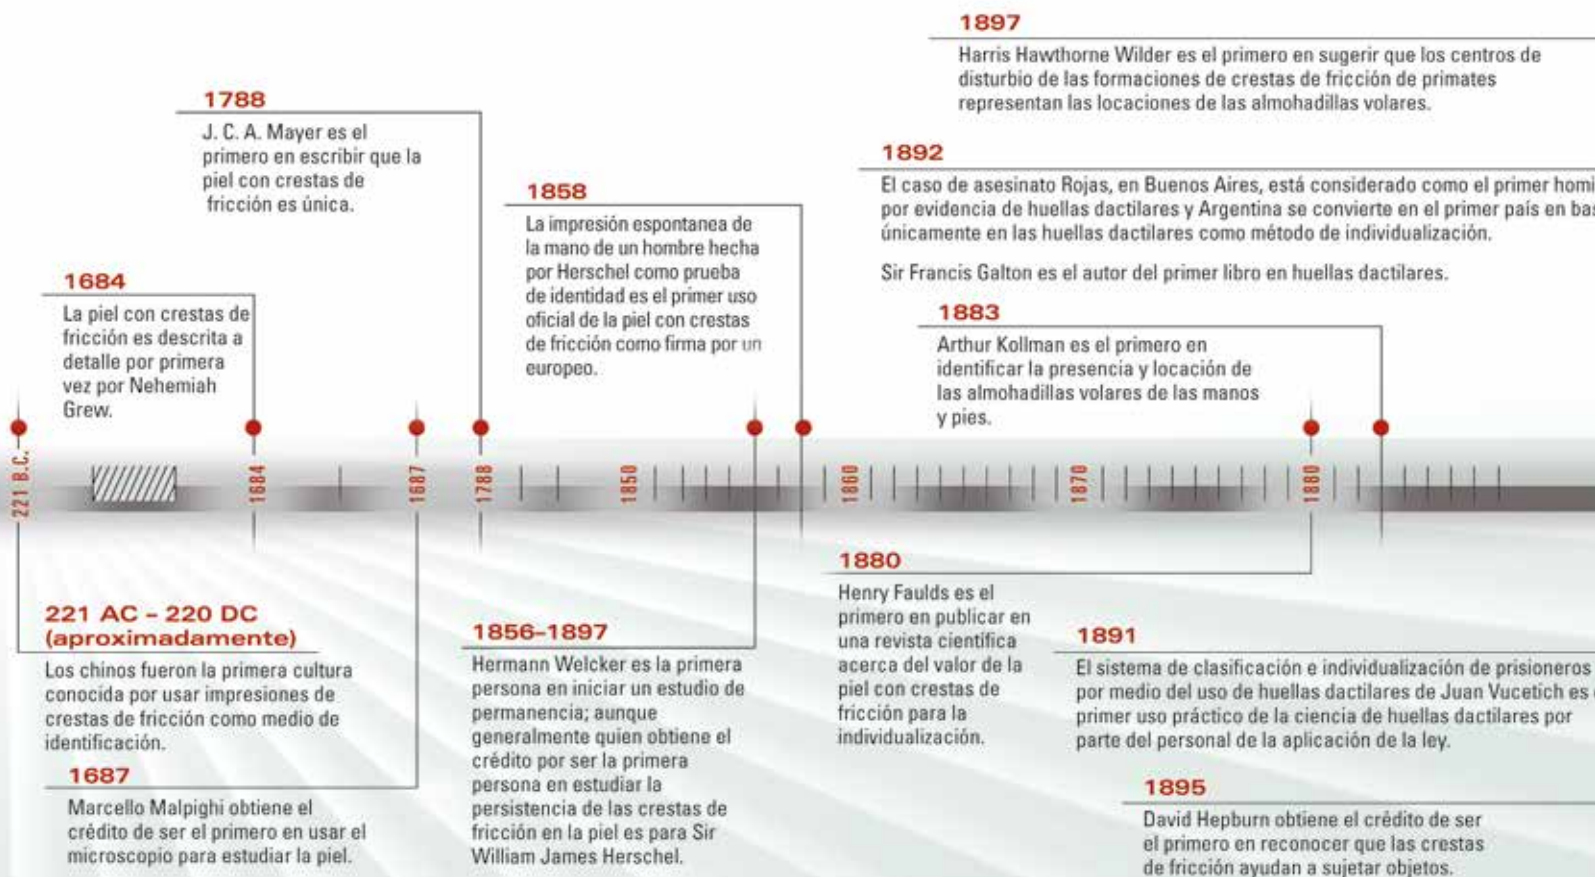 1897
Harris Hawthorne Wilder es el primero en sugerir que los centros de
disturbio de las formaciones de crestas de fricción de primates
representan las locaciones de las almohadillas volares.
1788
J. C. A. Mayer es el
primero en escribir que la
piel con crestas de
fricción es única.
1892
El caso de asesinato Rojas, en Buenos Aires, está considerado como el primer
por evidencia de huellas dactilares y Argentina se convierte en el primer país en
únicamente en las huellas dactilares como método de individualización.
Sir Francis Galton es el autor del primer libro en huellas dactilares.
1858
La impresión espontanea de
la mano de un hombre hecha
por Herschel como prueba
de identidad es el primer uso
oficial de la piel con crestas
de fricción como firma por un
europeo.
1684
La piel con crestas de
fricción es descrita a
detalle por primera
vez por Nehemiah
Grew.
1883
Arthur Kollman es el primero en
identificar la presencia y locación de
las almohadillas volares de las manos
y pies.
221 B.C.
1684
1687
1788
1850
1860
1870
1880
221 AC – 220 DC
(aproximadamente)
Los chinos fueron la primera cultura
conocida por usar impresiones de
crestas de fricción como medio de
identificación.
1687
Marcello Malpighi obtiene el
crédito de ser el primero en usar el
microscopio para estudiar la piel.
1856–1897
Hermann Welcker es la primera
persona en iniciar un estudio de
permanencia; aunque
generalmente quien obtiene el
crédito por ser la primera
persona en estudiar la
persistencia de las crestas de
fricción en la piel es para Sir
William James Herschel.
1880
Henry Faulds es el
primero en publicar en
una revista científica
acerca del valor de la
piel con crestas de
fricción para la
individualización.
1891
El sistema de clasificación e individualización de prisioneros
por medio del uso de huellas dactilares de Juan Vucetich es
primer uso práctico de la ciencia de huellas dactilares por
parte del personal de la aplicación de la ley.
1895
David Hepburn obtiene el crédito de ser
el primero en reconocer que las crestas
de fricción ayudan a sujetar objetos.